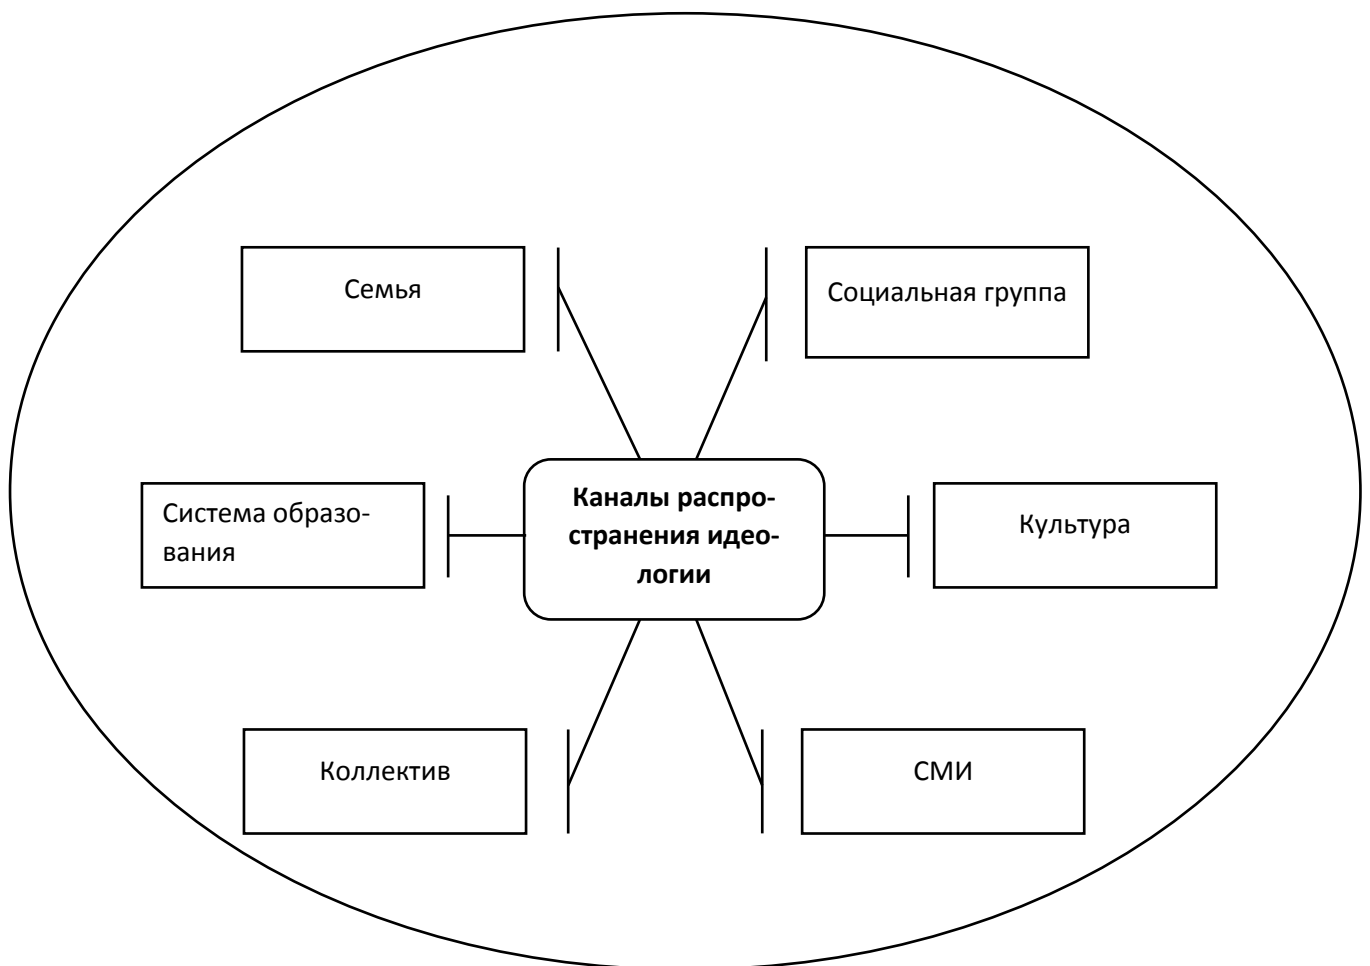 Семья
Социальная группа
Каналы распро-
странения идео-
логии
Система образо-
вания
Культура
Коллектив
СМИ